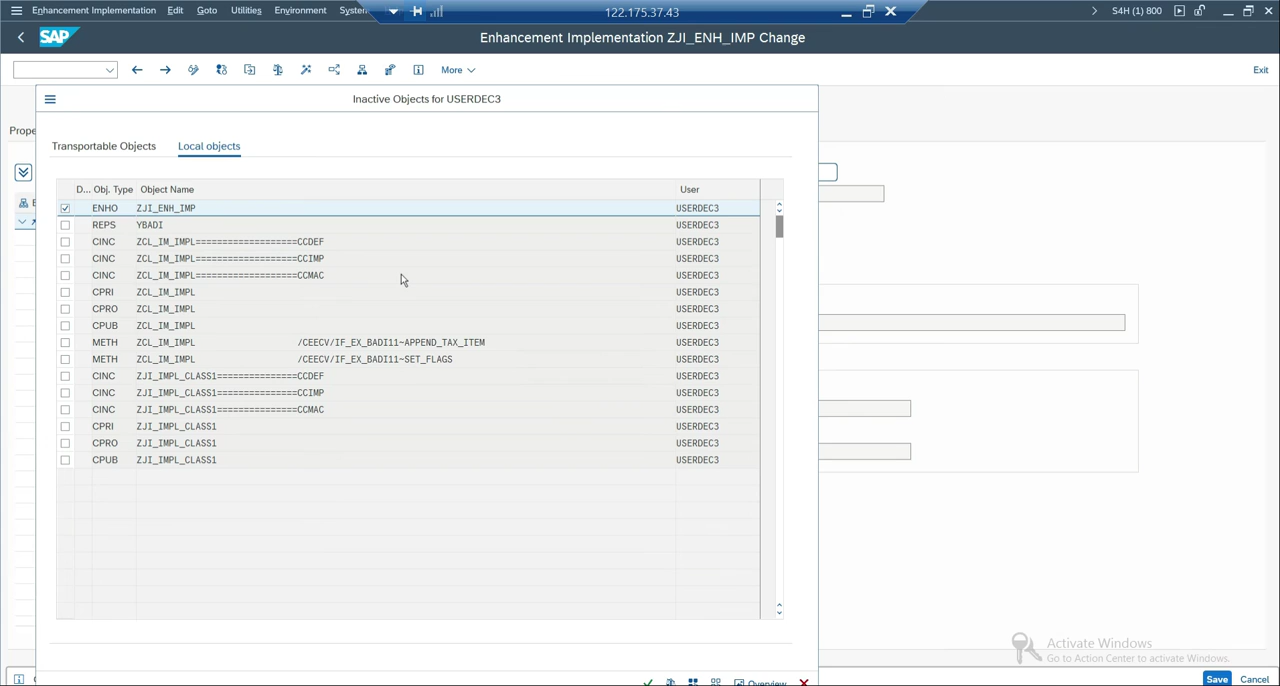 Enhancement Implementation Edit Goto Utilities Environment System 122.175.37.43 S4H (1) 800
SAP Enhancement Implementation ZJI_ENH_IMP Change
More Exit
Inactive Objects for USERDEC3
Transportable Objects Local objects
D... Obj. Type Object Name User
ENHO ZJI_ENH_IMP USERDEC3
REPS YBADI USERDEC3
CINC ZCL_IM_IMPL===================CCDEF USERDEC3
CINC ZCL_IM_IMPL===================CCIMP USERDEC3
CINC ZCL_IM_IMPL===================CCMAC USERDEC3
CPRI ZCL_IM_IMPL USERDEC3
CPRO ZCL_IM_IMPL USERDEC3
CPUB ZCL_IM_IMPL USERDEC3
METH ZCL_IM_IMPL /CEECV/IF_EX_BADI11~APPEND_TAX_ITEM USERDEC3
METH ZCL_IM_IMPL /CEECV/IF_EX_BADI11~SET_FLAGS USERDEC3
CINC ZJI_IMPL_CLASS1===============CCDEF USERDEC3
CINC ZJI_IMPL_CLASS1===============CCIMP USERDEC3
CINC ZJI_IMPL_CLASS1===============CCMAC USERDEC3
CPRI ZJI_IMPL_CLASS1 USERDEC3
CPRO ZJI_IMPL_CLASS1 USERDEC3
CPUB ZJI_IMPL_CLASS1 USERDEC3
Activate Windows
Go to Action Center to activate Windows.
Overview
Save Cancel